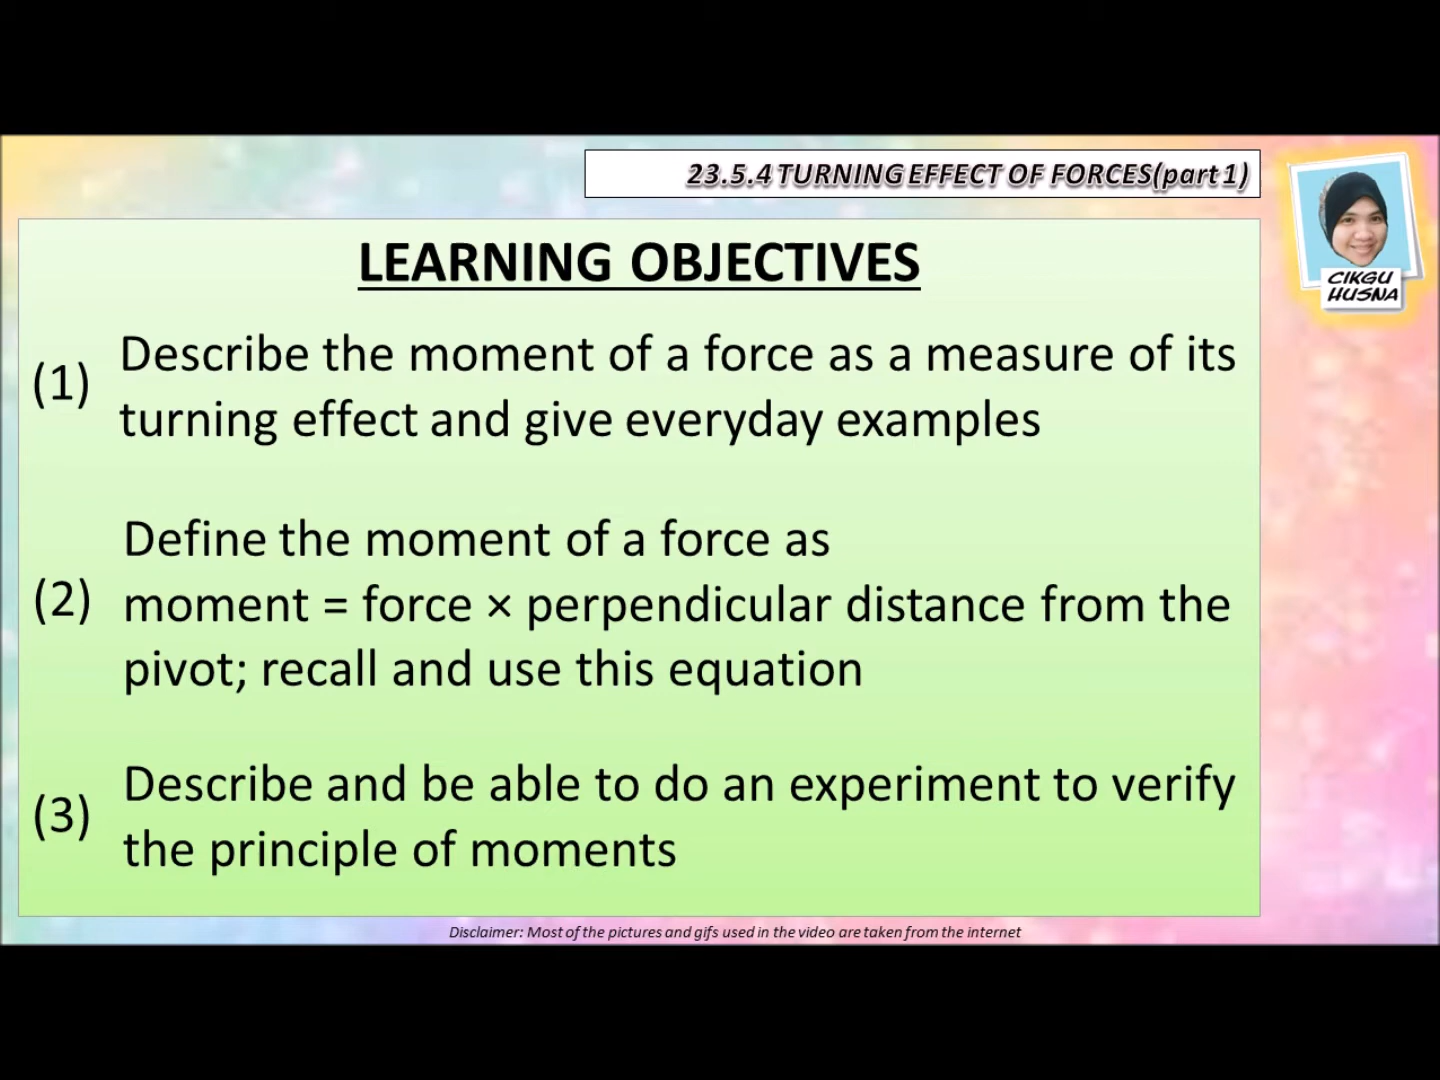 23.5.4 TURNING EFFECT OF FORCES(part 1)
CIKGU
HUSNA
LEARNING OBJECTIVES
(1) Describe the moment of a force as a measure of its
turning effect and give everyday examples
Define the moment of a force as
(2) moment = force × perpendicular distance from the
pivot; recall and use this equation
(3) Describe and be able to do an experiment to verify
the principle of moments
Disclaimer: Most of the pictures and gifs used in the video are taken from the internet